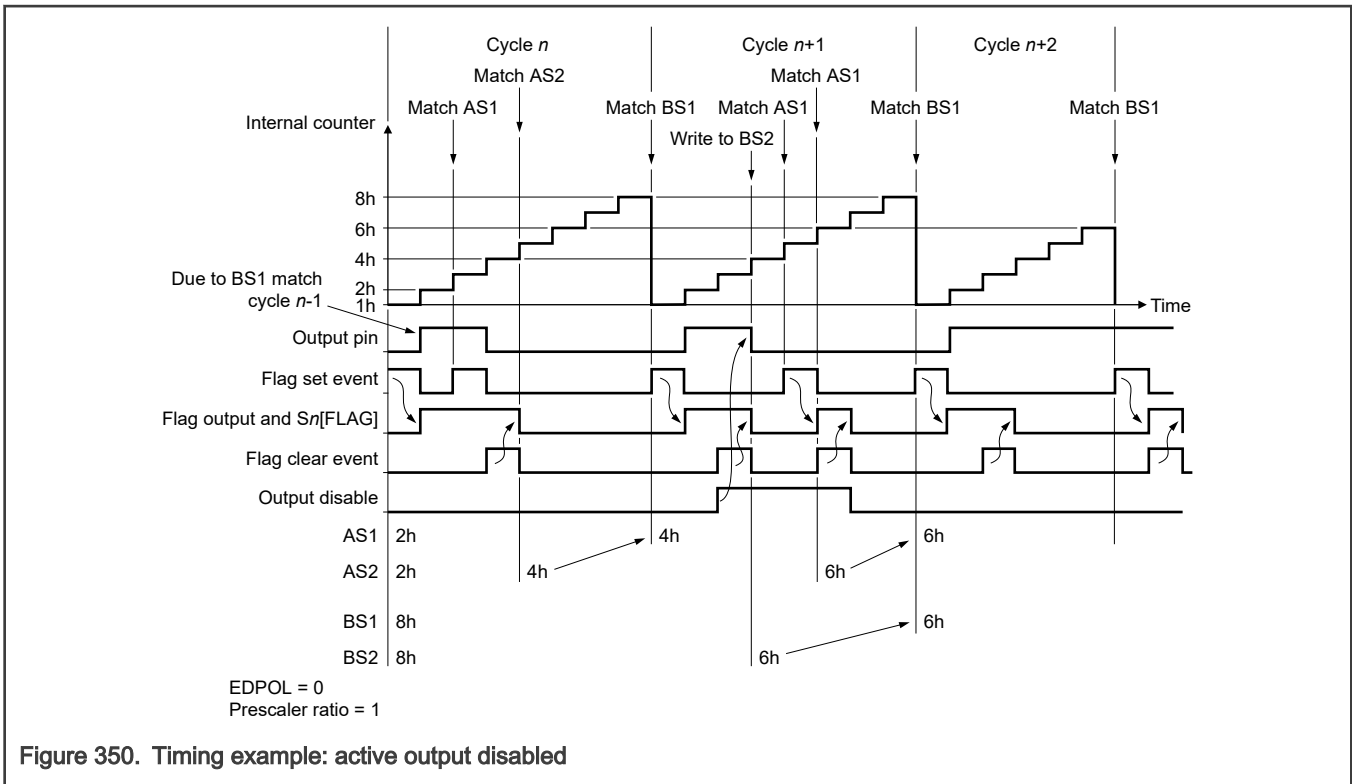 Cycle n
Cycle n+1
Cycle n+2
Match AS2
Match AS1
Match AS1
Match BS1
Match AS1
Match BS1
Match BS1
Internal counter
Write to BS2
8h
6h
4h
2h
1h
Due to BS1 match
cycle n-1
Time
Output pin
Flag set event
Flag output and Sn[FLAG]
Flag clear event
Output disable
AS1 2h 4h 6h
AS2 2h 4h 6h
BS1 8h 6h
BS2 8h 6h
EDPOL = 0
Prescaler ratio = 1
Figure 350. Timing example: active output disabled